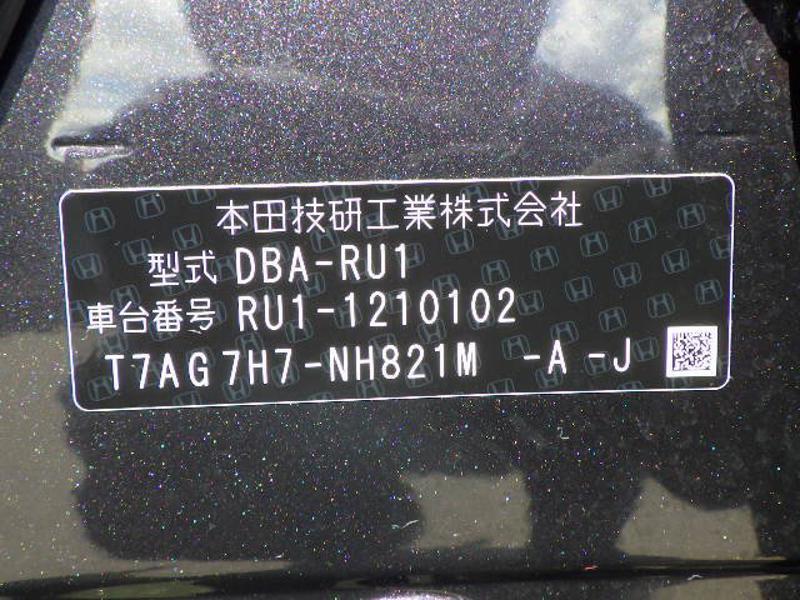 本田技研工業株式会社
型式 DBA-RU1
車台番号 RU1-1210102
T7AG7H7-NH821M -A -J